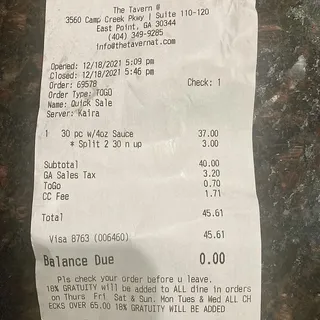 The Tavern @
3560 Camp Creek Pkwy | Suite 110-120
East Point, GA 30344
(404) 349-9285
info@thetavernat.com
Opened: 12/18/2021 5:09 pm
Closed: 12/18/2021 5:46 pm
Order: 69578
Check: 1
Order Type: TOGO
Name: Quick Sale
Server: Kaira
1 30 pc w/4oz Sauce 37.00
* Split 2 30 n up 3.00
Subtotal 40.00
GA Sales Tax 3.20
ToGo 0.70
CC Fee 1.71
Total 45.61
Visa 8763 (006460) 45.61
Balance Due 0.00
Pls check your order before u leave.
18% GRATUITY will be added to ALL dine in orders
on Thurs Fri Sat & Sun. Mon Tues & Wed ALL CH
ECKS OVER 65.00 18% GRATUITY WILL BE ADDED